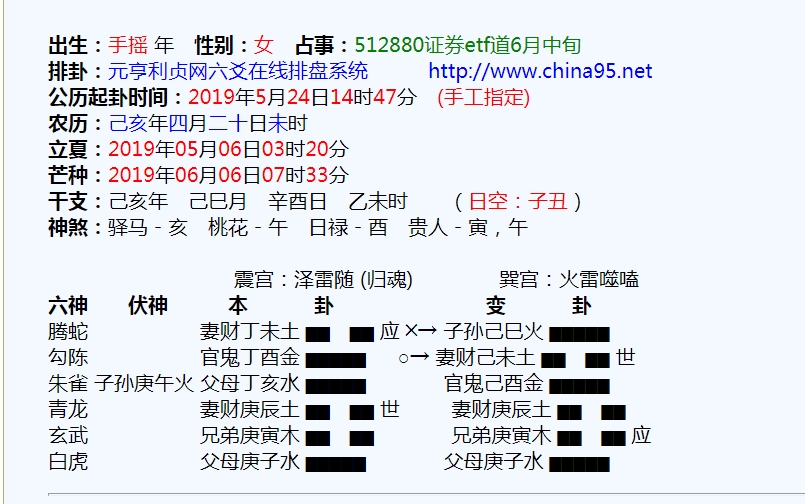 出生：手摇 年 性别：女 占事：512880证券etf道6月中旬
排卦：元亨利贞网六爻在线排盘系统 http://www.china95.net
公历起卦时间：2019年5月24日14时47分 (手工指定)
农历：己亥年四月二十日未时
立夏：2019年05月06日03时20分
芒种：2019年06月06日07时33分
干支：己亥年 己巳月 辛酉日 乙未时 （日空：子丑）
神煞：驿马－亥 桃花－午 日禄－酉 贵人－寅，午
震宫：泽雷随 (归魂) 巽宫：火雷噬嗑
六神 伏神 本 卦 变 卦
腾蛇 妻财丁未土 应 ×→ 子孙己巳火
勾陈 官鬼丁酉金 ○→ 妻财己未土 世
朱雀 子孙庚午火 父母丁亥水 官鬼己酉金
青龙 妻财庚辰土 世 妻财庚辰土
玄武 兄弟庚寅木 兄弟庚寅木 应
白虎 父母庚子水 父母庚子水